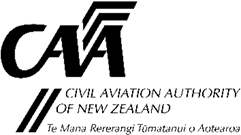 CAA
CIVIL AVIATION AUTHORITY
OF NEW ZEALAND
Te Mana Rererangi Tūmatanui o Aotearoa